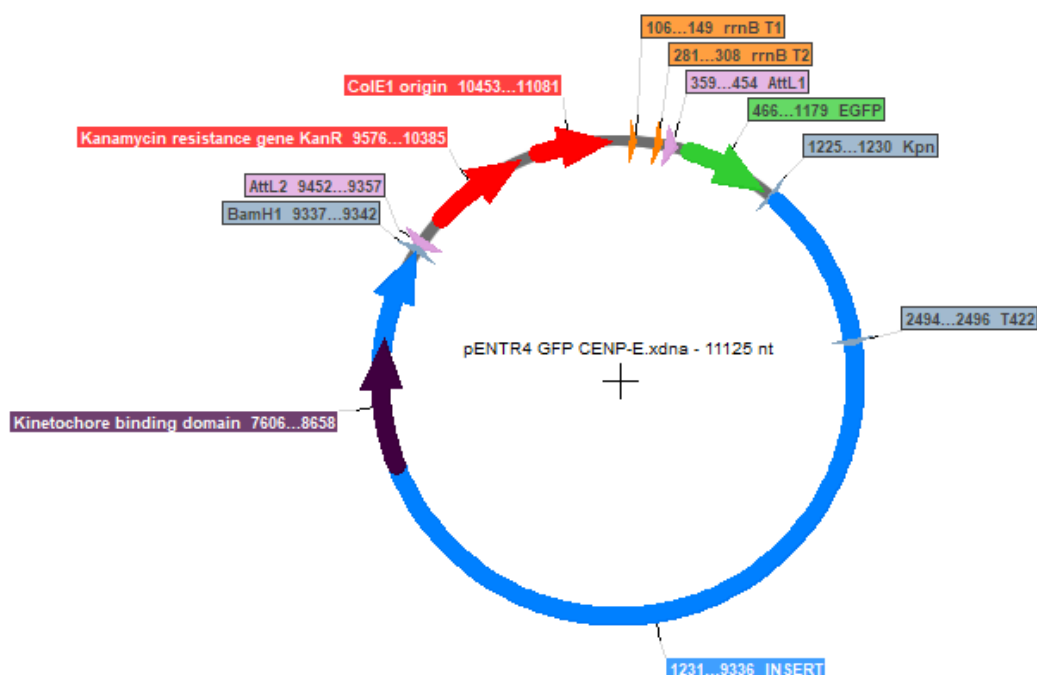 106...149 rrnB T1
281...308 rrnB T2
ColE1 origin 10453...11081
359...454 AttL1
466...1179 EGFP
Kanamycin resistance gene KanR 9576...10385
1225...1230 Kpn
AttL2 9452...9357
BamH1 9337...9342
2494...2496 T422
pENTR4 GFP CENP-E.xdna - 11125 nt
Kinetochore binding domain 7606...8658
1231...9336 INSERT